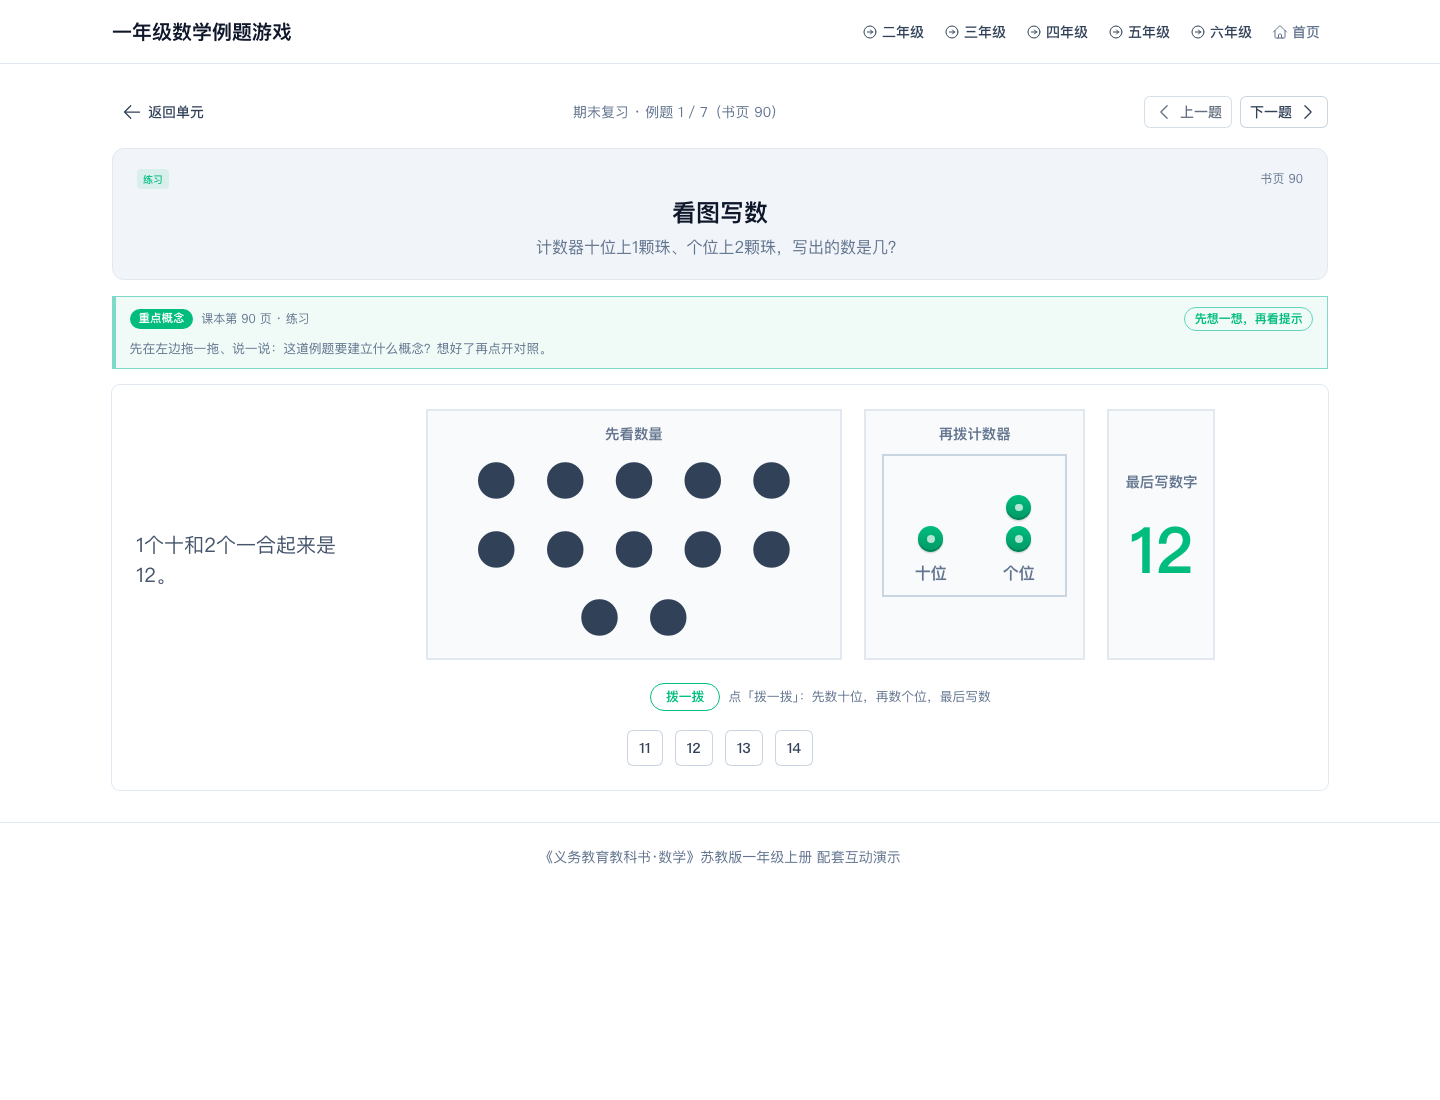 一年级数学例题游戏
二年级 三年级 四年级 五年级 六年级 首页
返回单元
期末复习 · 例题 1 / 7（书页 90）
上一题 下一题
练习
书页 90
看图写数
计数器十位上1颗珠、个位上2颗珠，写出的数是几？
重点概念 课本第 90 页 · 练习
先想一想，再看提示
先在左边拖一拖、说一说：这道例题要建立什么概念？想好了再点开对照。
1个十和2个一合起来是
12。
先看数量
再拨计数器
十位 个位
最后写数字
12
拨一拨 点「拨一拨」：先数十位，再数个位，最后写数
11 12 13 14
《义务教育教科书·数学》苏教版一年级上册 配套互动演示